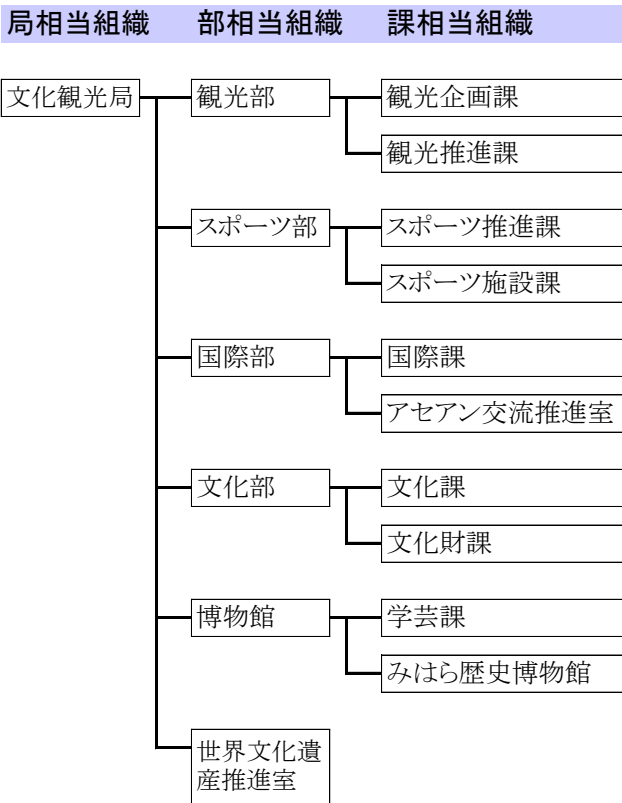 局相当組織 部相当組織 課相当組織
文化観光局 観光部 観光企画課
観光推進課
スポーツ部 スポーツ推進課
スポーツ施設課
国際部 国際課
アセアン交流推進室
文化部 文化課
文化財課
博物館 学芸課
みはら歴史博物館
世界文化遺
産推進室